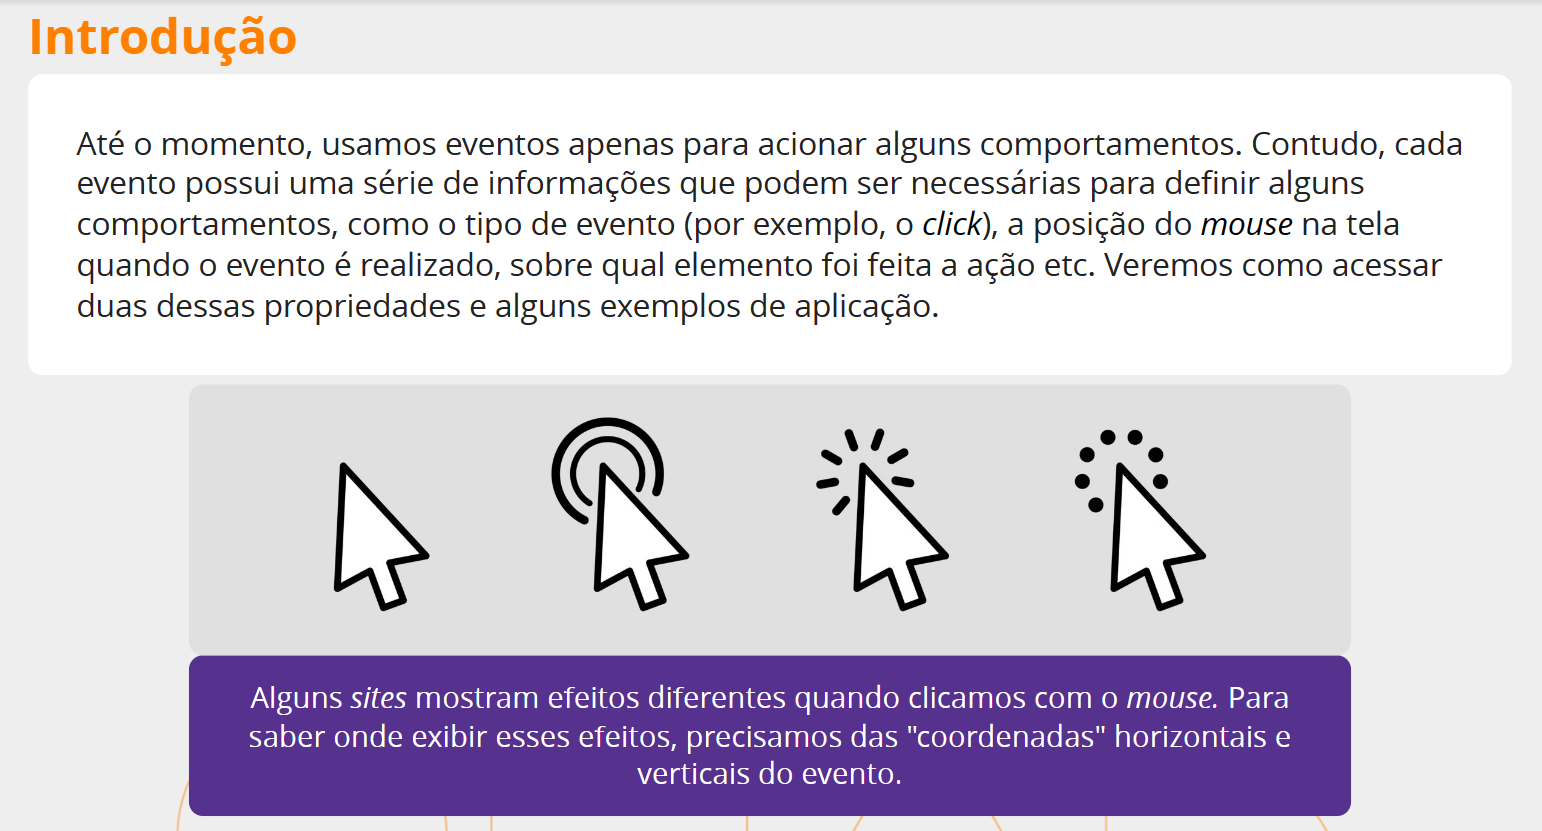 Introdução
Até o momento, usamos eventos apenas para acionar alguns comportamentos. Contudo, cada
evento possui uma série de informações que podem ser necessárias para definir alguns
comportamentos, como o tipo de evento (por exemplo, o click), a posição do mouse na tela
quando o evento é realizado, sobre qual elemento foi feita a ação etc. Veremos como acessar
duas dessas propriedades e alguns exemplos de aplicação.
Alguns sites mostram efeitos diferentes quando clicamos com o mouse. Para
saber onde exibir esses efeitos, precisamos das "coordenadas" horizontais e
verticais do evento.